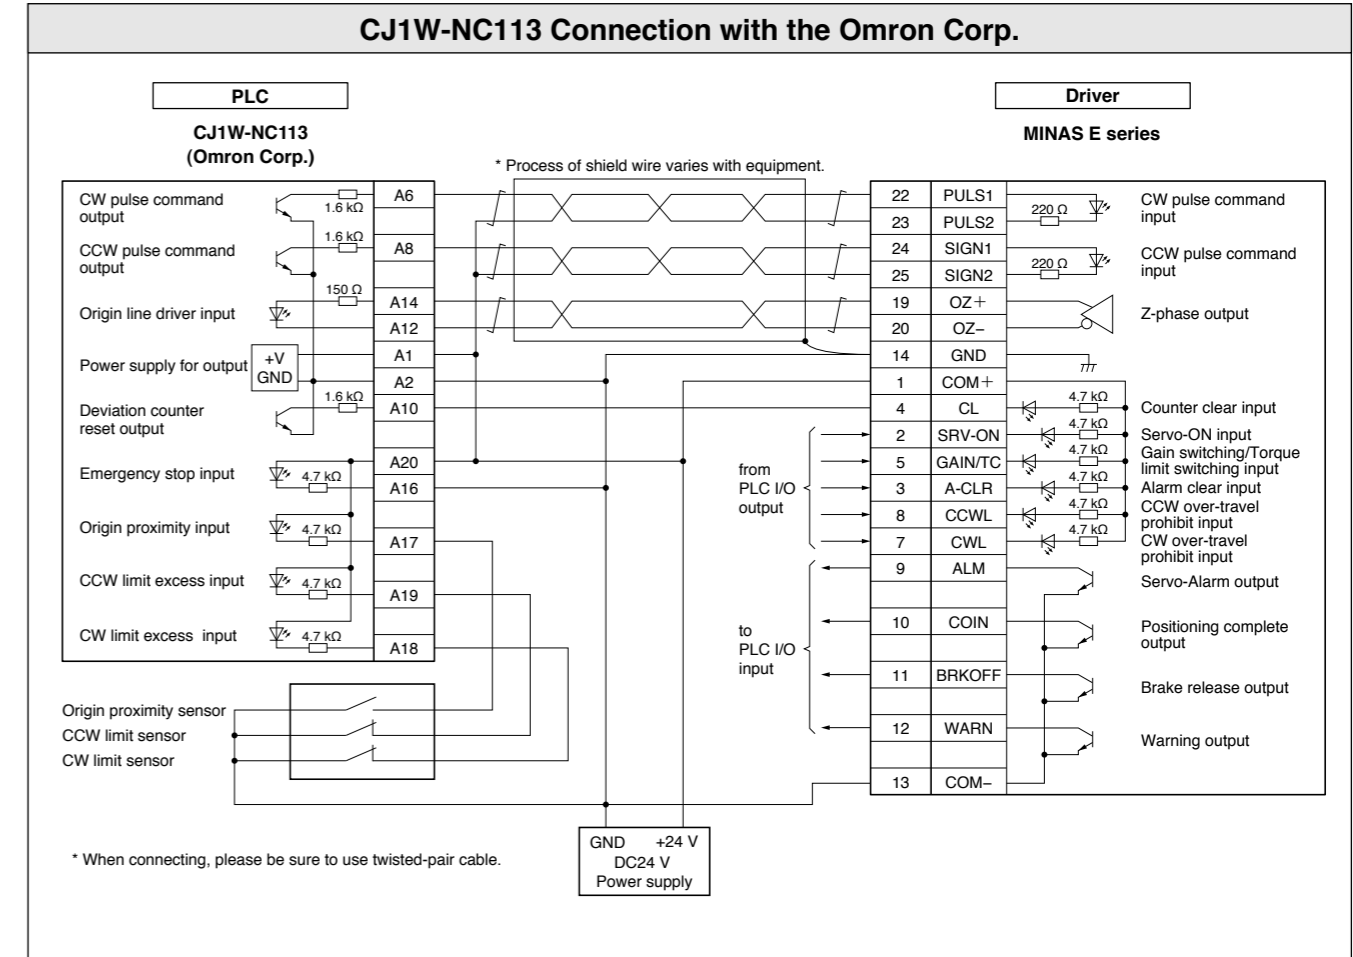 CJ1W-NC113 Connection with the Omron Corp.
PLC
Driver
CJ1W-NC113
(Omron Corp.)
MINAS E series
* Process of shield wire varies with equipment.
CW pulse command
output
1.6 kΩ
A6
CCW pulse command
output
1.6 kΩ
A8
Origin line driver input
150 Ω
A14
A12
Power supply for output
+V
GND
A1
A2
Deviation counter
reset output
1.6 kΩ
A10
Emergency stop input
4.7 kΩ
A20
A16
Origin proximity input
4.7 kΩ
A17
CCW limit excess input
4.7 kΩ
A19
CW limit excess input
4.7 kΩ
A18
Origin proximity sensor
CCW limit sensor
CW limit sensor
from
PLC I/O
output
to
PLC I/O
input
22 PULS1
23 PULS2
220 Ω
CW pulse command
input
24 SIGN1
25 SIGN2
220 Ω
CCW pulse command
input
19 OZ+
20 OZ−
Z-phase output
14 GND
1 COM+
4 CL
4.7 kΩ
Counter clear input
2 SRV-ON
4.7 kΩ
Servo-ON input
5 GAIN/TC
4.7 kΩ
Gain switching/Torque
limit switching input
3 A-CLR
4.7 kΩ
Alarm clear input
8 CCWL
4.7 kΩ
CCW over-travel
prohibit input
7 CWL
4.7 kΩ
CW over-travel
prohibit input
9 ALM
Servo-Alarm output
10 COIN
Positioning complete
output
11 BRKOFF
Brake release output
12 WARN
Warning output
13 COM−
GND +24 V
DC24 V
Power supply
* When connecting, please be sure to use twisted-pair cable.